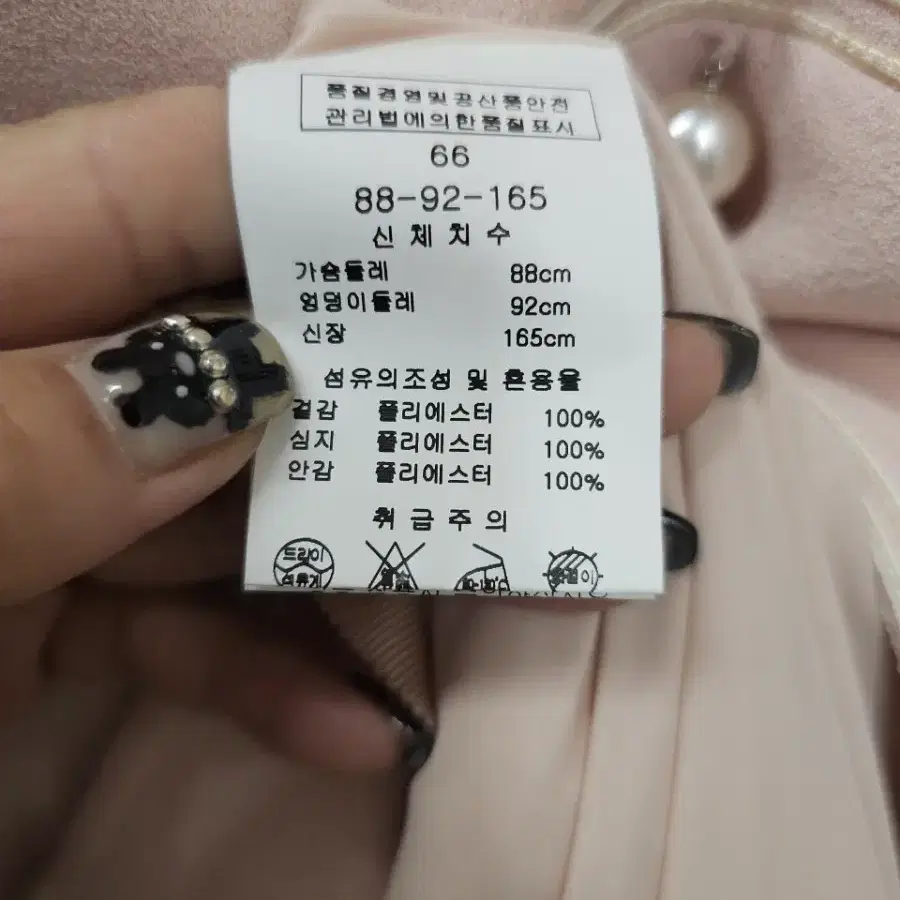 품질경영및공산품안전
관리법에의한품질표시
66
88-92-165
신체치수
가슴둘레 88cm
엉덩이둘레 92cm
신장 165cm
섬유의조성 및 혼용율
겉감 폴리에스터 100%
심지 폴리에스터 100%
안감 폴리에스터 100%
취급주의
드라이
석유계